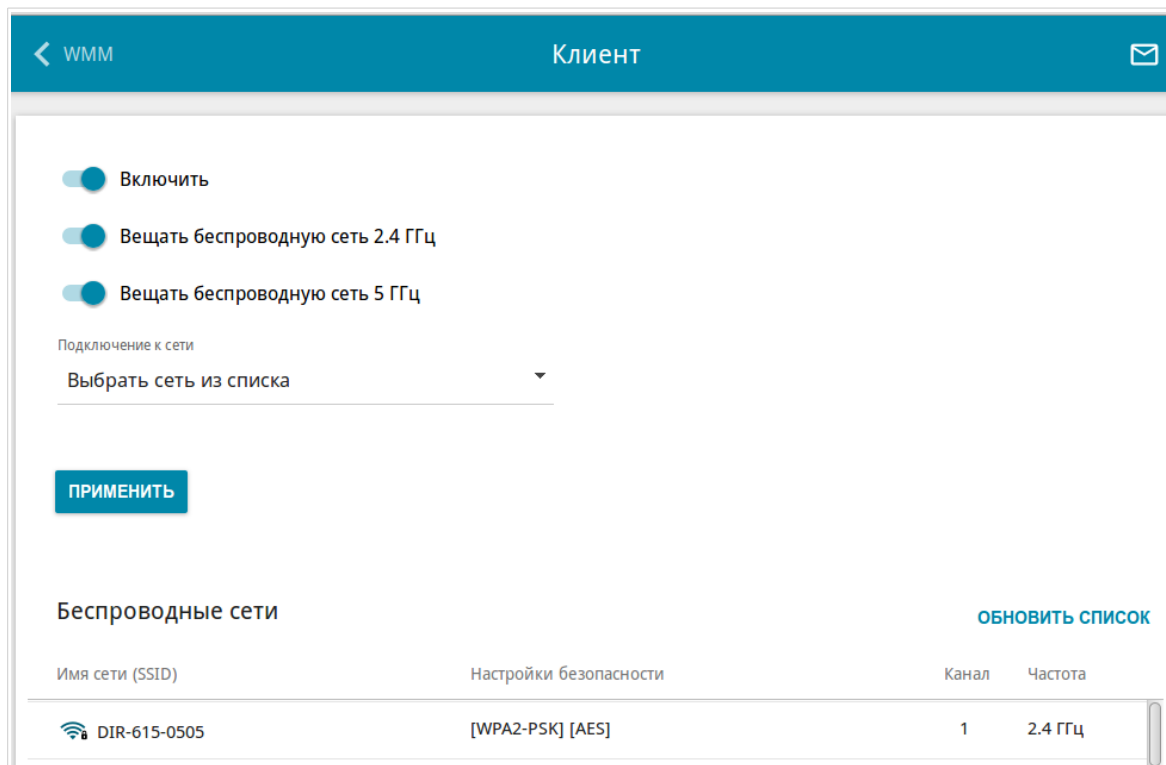 WMM Клиент
Включить
Вещать беспроводную сеть 2.4 ГГц
Вещать беспроводную сеть 5 ГГц
Подключение к сети
Выбрать сеть из списка
ПРИМЕНИТЬ
Беспроводные сети
ОБНОВИТЬ СПИСОК
Имя сети (SSID) Настройки безопасности Канал Частота
DIR-615-0505 [WPA2-PSK] [AES] 1 2.4 ГГц